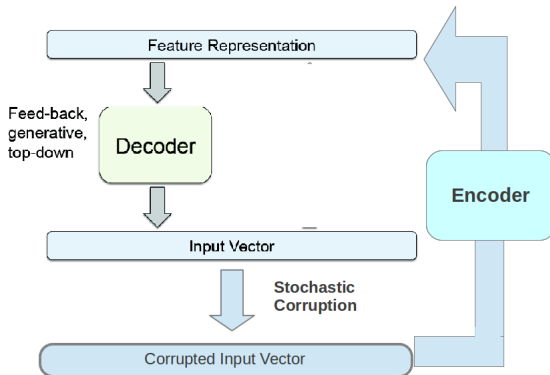 Feature Representation
Feed-back,
generative,
top-down
Decoder
Encoder
Input Vector
Stochastic
Corruption
Corrupted Input Vector